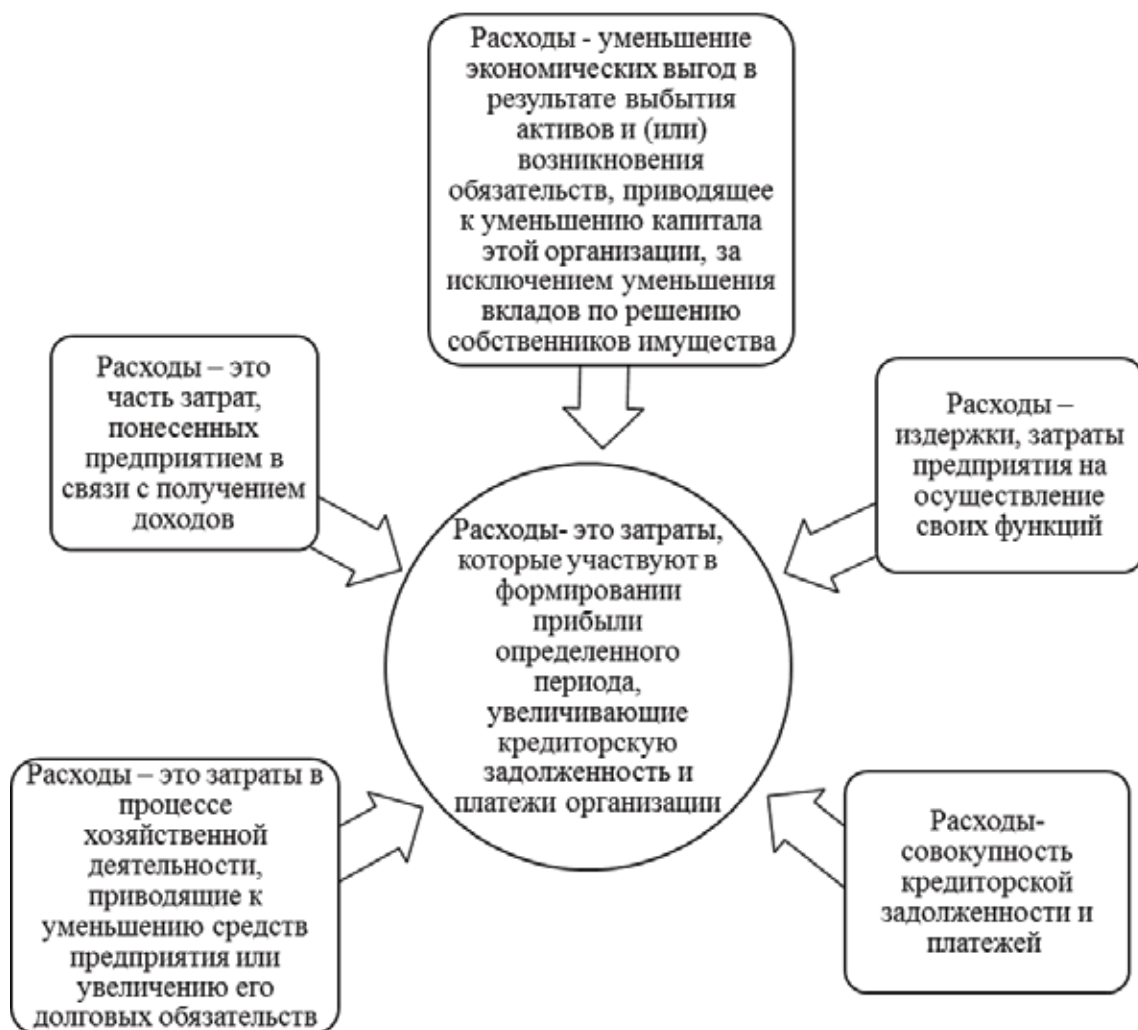 Расходы - уменьшение
экономических выгод в
результате выбытия
активов и (или)
возникновения
обязательств, приводящее
к уменьшению капитала
этой организации, за
исключением уменьшения
вкладов по решению
собственников имущества
Расходы – это
часть затрат,
понесенных
предприятием в
связи с получением
доходов
Расходы –
издержки, затраты
предприятия на
осуществление
своих функций
Расходы- это затраты,
которые участвуют в
формировании
прибыли
определенного
периода,
увеличивающие
кредиторскую
задолженность и
платежи организации
Расходы – это затраты в
процессе
хозяйственной
деятельности,
приводящие к
уменьшению средств
предприятия или
увеличению его
долговых обязательств
Расходы-
совокупность
кредиторской
задолженности и
платежей